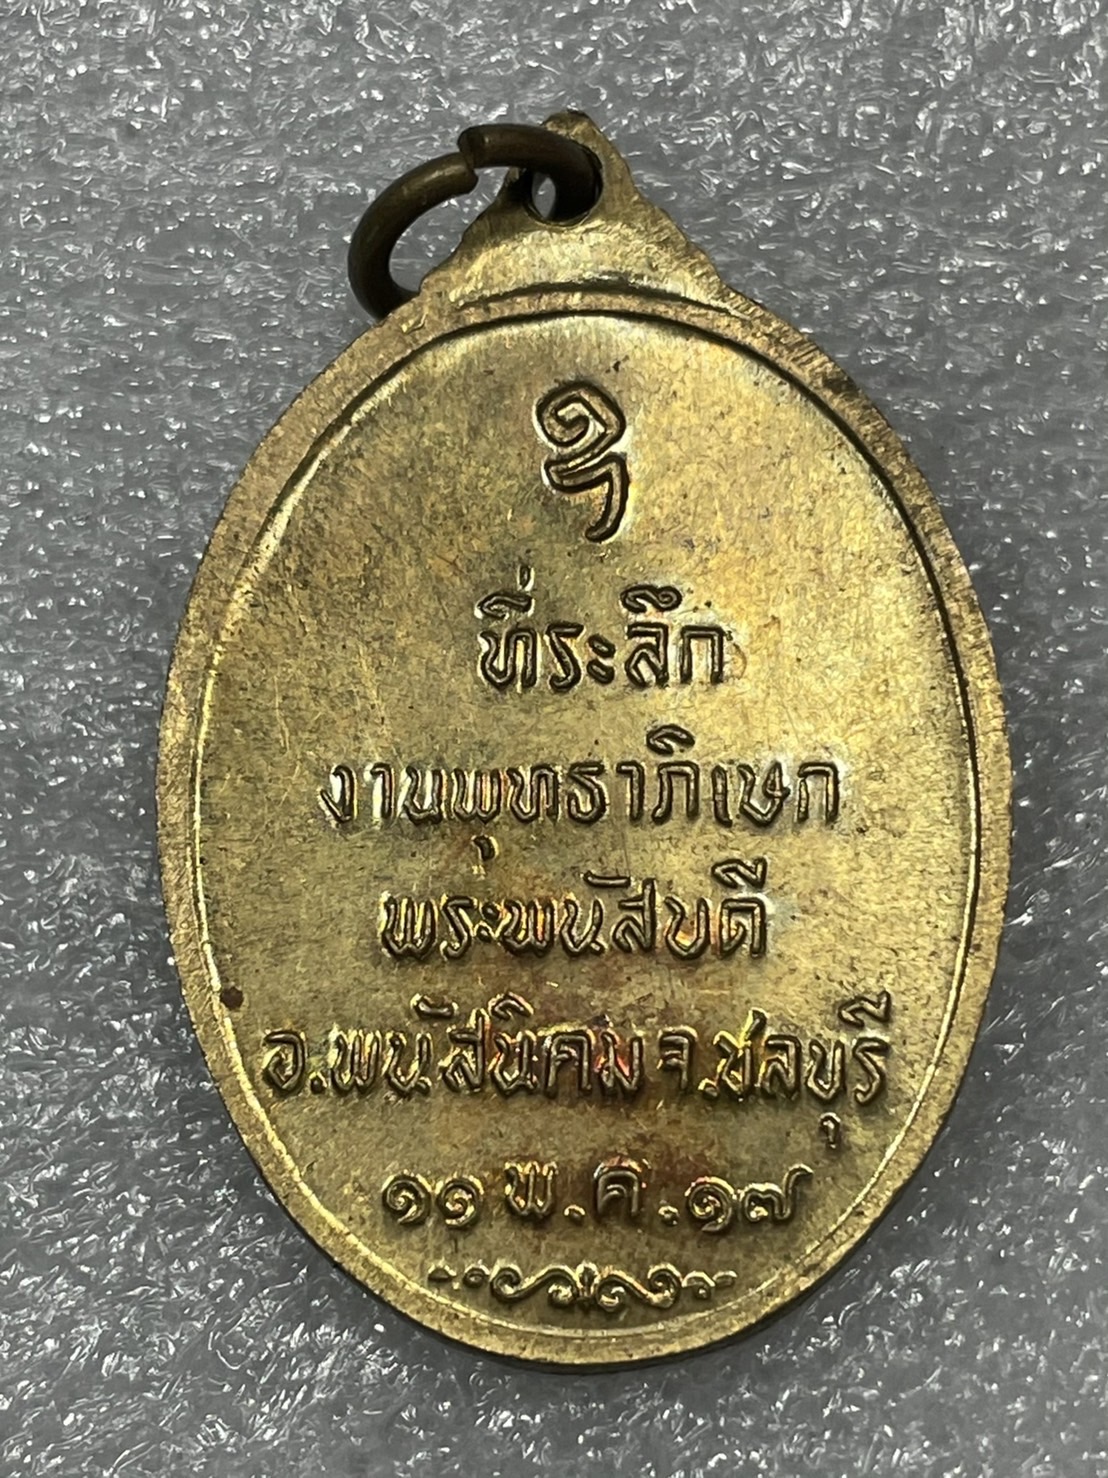 ที่ระลึก
งานพุทธาภิเษก
พระพนัสบดี
อ.พนัสนิคม จ.ชลบุรี
๑๑ พ.ค.๑๗